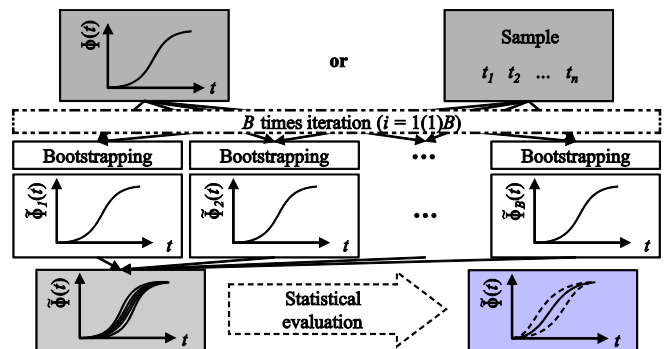 Φ(t)
t
or
Sample
t1 t2 ... tn
B times iteration (i = 1(1)B)
Bootstrapping
Bootstrapping
...
Bootstrapping
Φ̃1(t)
t
Φ̃2(t)
t
...
Φ̃B(t)
t
Φ̃(t)
t
Statistical
evaluation
Φ̃(t)
t